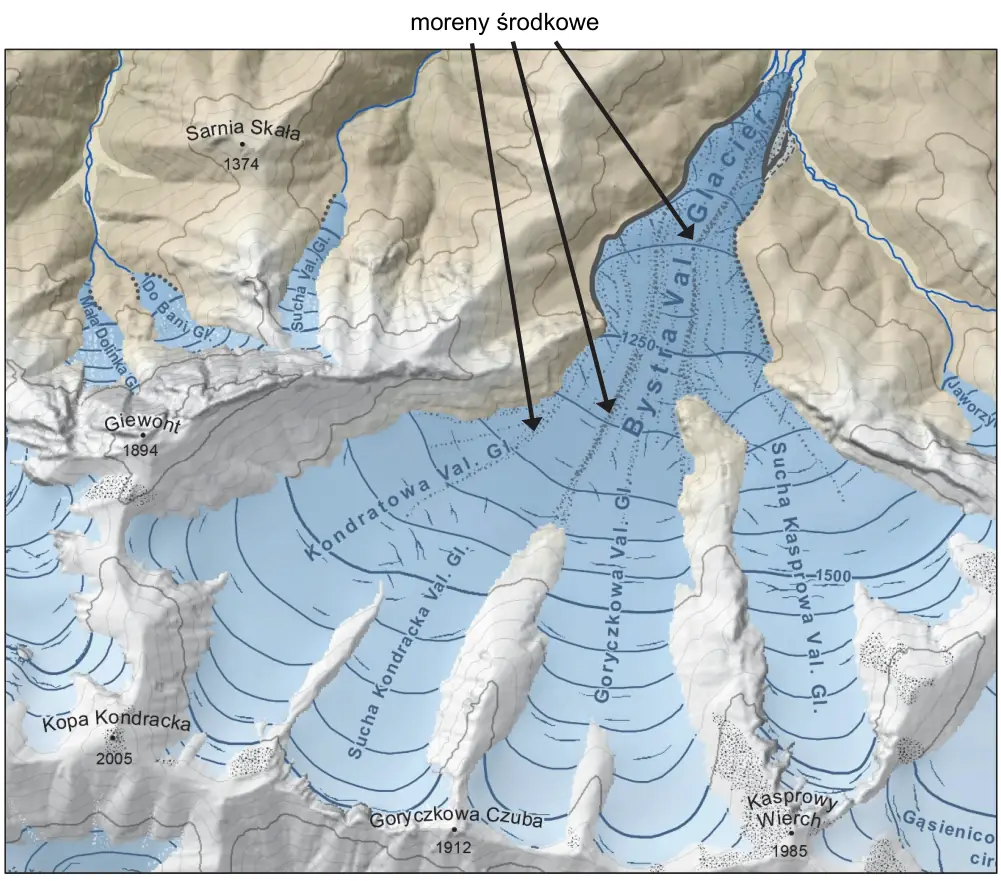 moreny środkowe
Sarnia Skała
1374
Bystra Val. Glacier
Sucha Val. Gl.
Do Bani Gl.
Mała Dolinka Gl.
1250
Jaworzyn
Giewont
1894
Kondratowa Val. Gl.
Sucha Kasprowa Val. Gl.
Goryczkowa Val. Gl.
Sucha Kondracka Val. Gl.
1500
Kopa Kondracka
2005
Goryczkowa Czuba
1912
Kasprowy
Wierch
1985
Gąsienico
cir